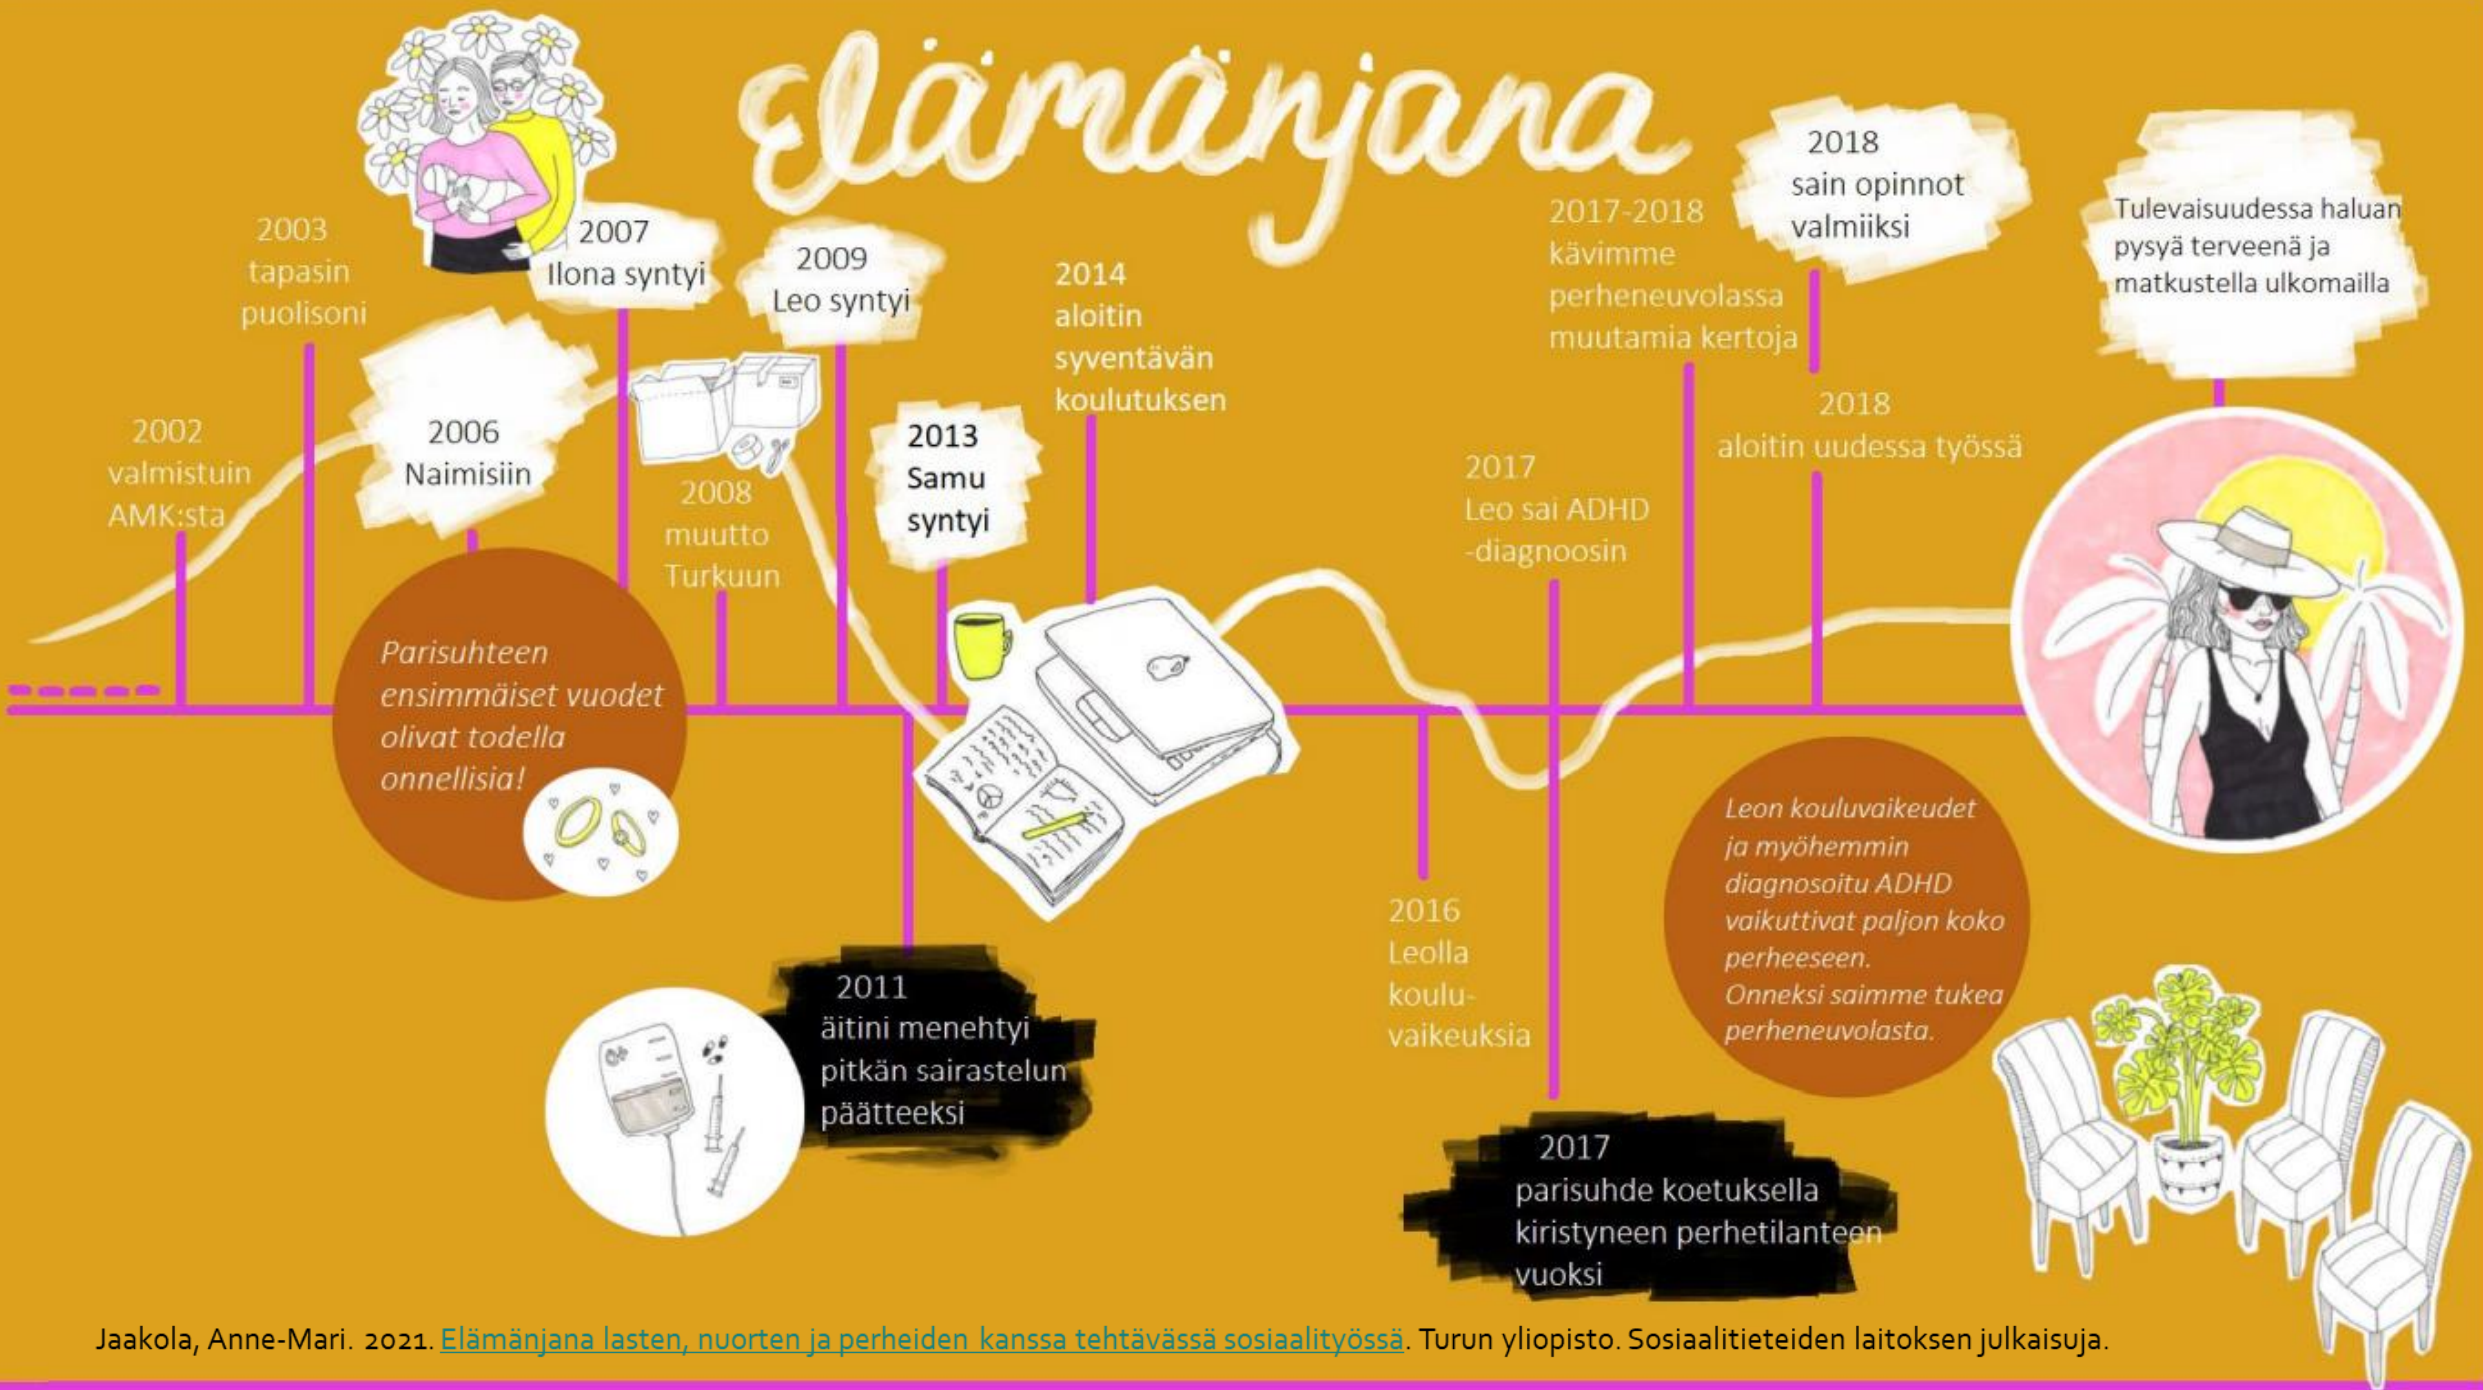 Elämänjana
2002
valmistuin
AMK:sta
2003
tapasin
puolisoni
2006
Naimisiin
Parisuhteen
ensimmäiset vuodet
olivat todella
onnellisia!
2007
Ilona syntyi
2008
muutto
Turkuun
2009
Leo syntyi
2011
äitini menehtyi
pitkän sairastelun
päätteeksi
2013
Samu
syntyi
2014
aloitin
syventävän
koulutuksen
2016
Leolla
koulu-
vaikeuksia
2017
Leo sai ADHD
-diagnoosin
2017
parisuhde koetuksella
kiristyneen perhetilanteen
vuoksi
2017-2018
kävimme
perheneuvolassa
muutamia kertoja
2018
sain opinnot
valmiiksi
2018
aloitin uudessa työssä
Leon kouluvaikeudet
ja myöhemmin
diagnosoitu ADHD
vaikuttivat paljon koko
perheeseen.
Onneksi saimme tukea
perheneuvolasta.
Tulevaisuudessa haluan
pysyä terveenä ja
matkustella ulkomailla
Jaakola, Anne-Mari. 2021. Elämänjana lasten, nuorten ja perheiden kanssa tehtävässä sosiaalityössä. Turun yliopisto. Sosiaalitieteiden laitoksen julkaisuja.